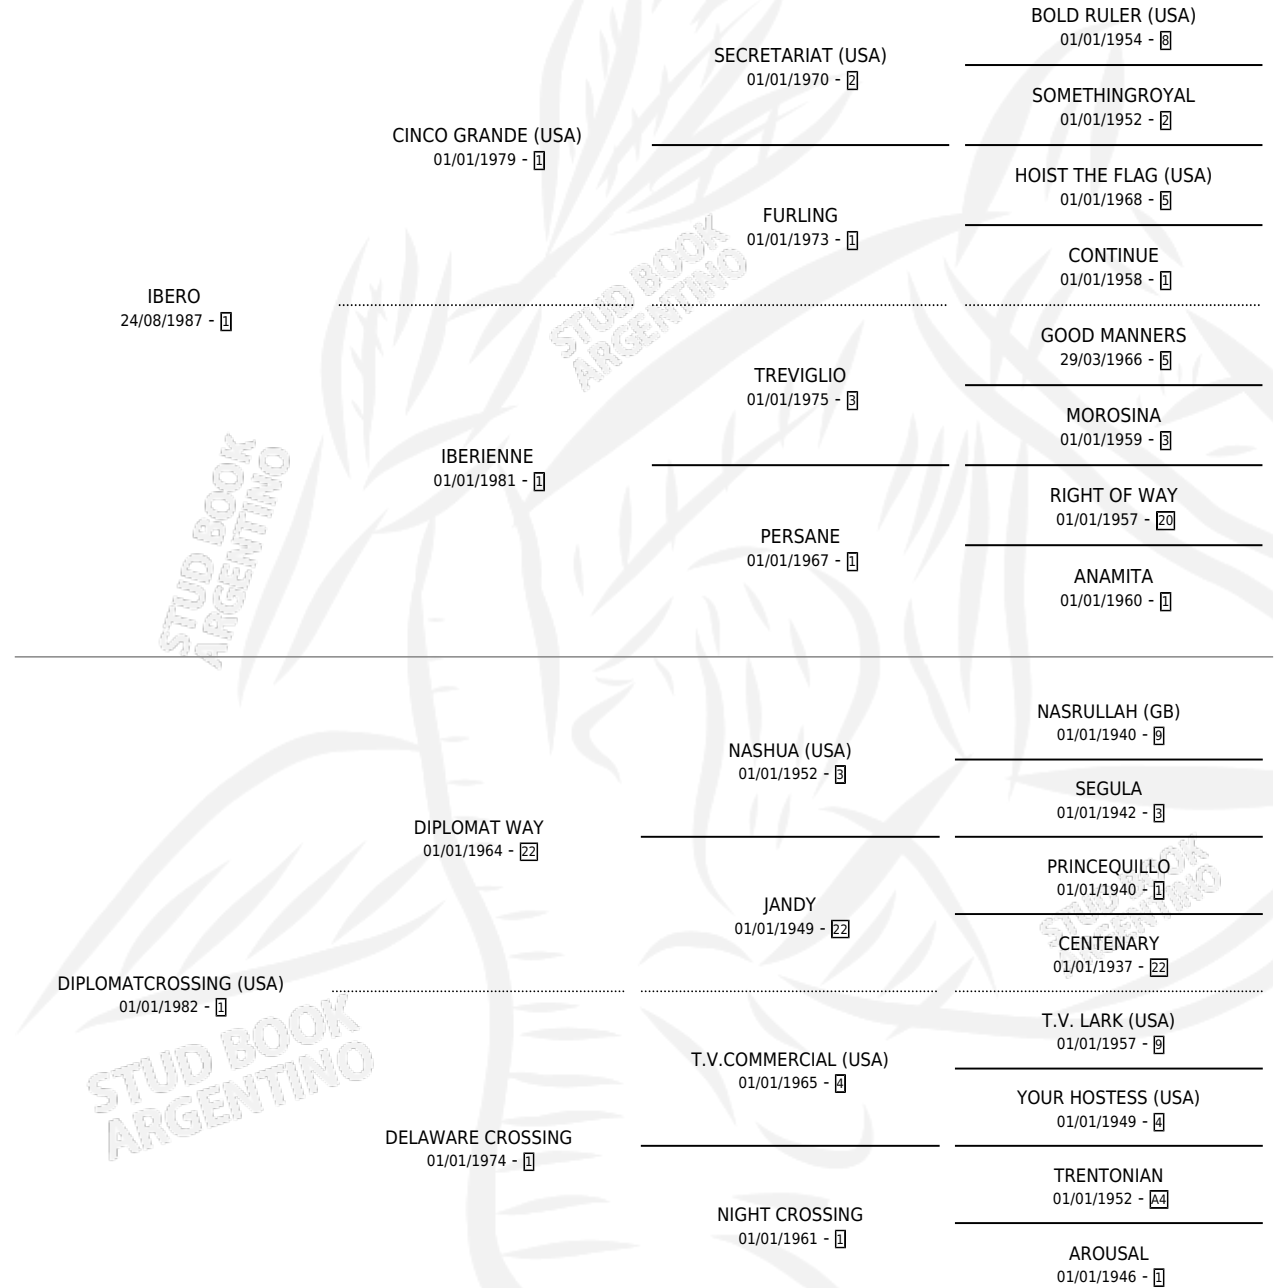 BOLD RULER (USA)
01/01/1954 - 8
SECRETARIAT (USA)
01/01/1970 - 2
SOMETHINGROYAL
01/01/1952 - 2
CINCO GRANDE (USA)
01/01/1979 - 1
HOIST THE FLAG (USA)
01/01/1968 - 5
FURLING
01/01/1973 - 1
CONTINUE
01/01/1958 - 1
IBERO
24/08/1987 - 1
STUD BOOK
ARGENTINO
GOOD MANNERS
29/03/1966 - 5
TREVIGLIO
01/01/1975 - 3
MOROSINA
01/01/1959 - 3
IBERIENNE
01/01/1981 - 1
RIGHT OF WAY
01/01/1957 - 20
PERSANE
01/01/1967 - 1
ANAMITA
01/01/1960 - 1
STUD BOOK
ARGENTINO
NASRULLAH (GB)
01/01/1940 - 9
NASHUA (USA)
01/01/1952 - 3
SEGULA
01/01/1942 - 3
DIPLOMAT WAY
01/01/1964 - 22
PRINCEQUILLO
01/01/1940 - 1
JANDY
01/01/1949 - 22
CENTENARY
01/01/1937 - 22
STUD BOOK
ARGENTINO
DIPLOMATCROSSING (USA)
01/01/1982 - 1
T.V. LARK (USA)
01/01/1957 - 9
T.V.COMMERCIAL (USA)
01/01/1965 - 4
YOUR HOSTESS (USA)
01/01/1949 - 4
STUD BOOK
ARGENTINO
DELAWARE CROSSING
01/01/1974 - 1
TRENTONIAN
01/01/1952 - A4
NIGHT CROSSING
01/01/1961 - 1
AROUSAL
01/01/1946 - 1